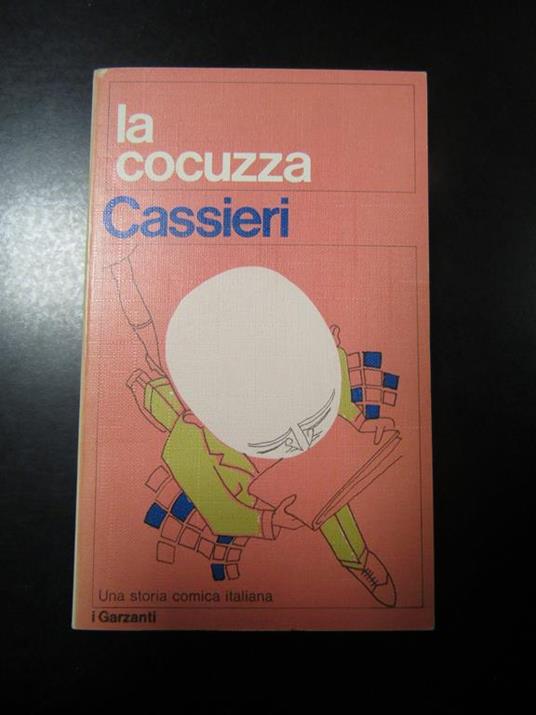 la
cocuzza
Cassieri
Una storia comica italiana
i Garzanti